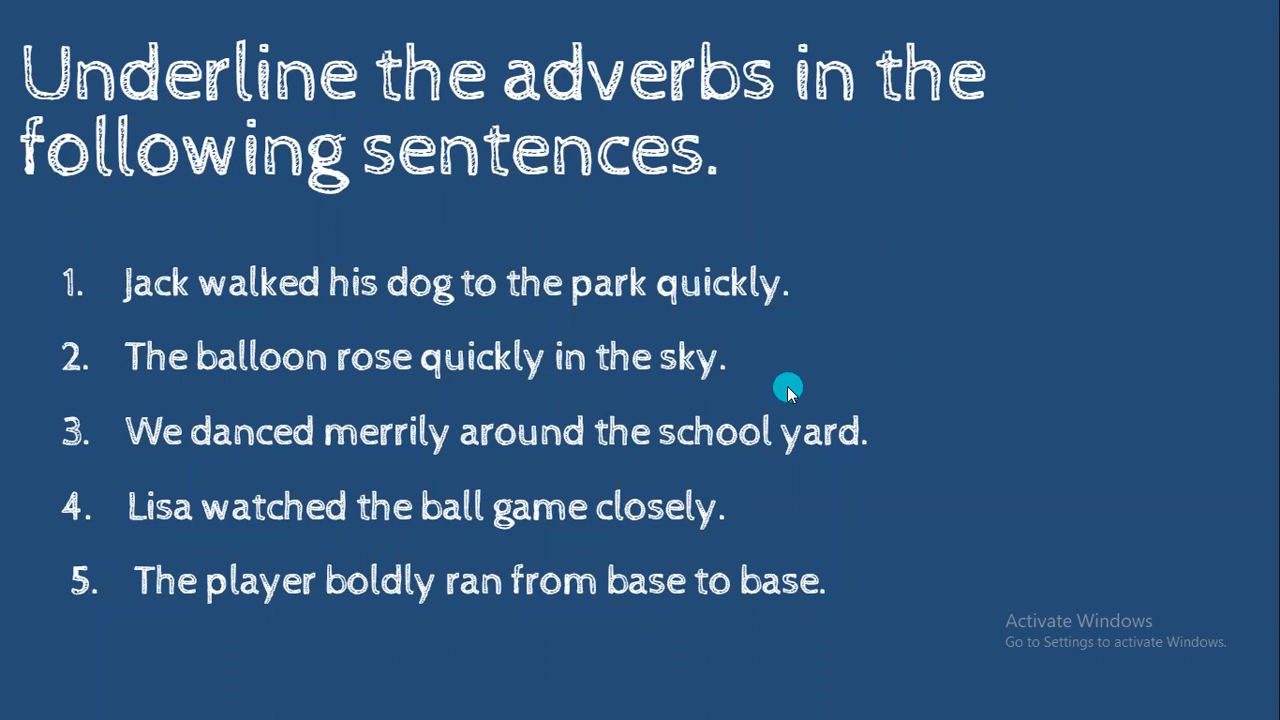 Underline the adverbs in the
following sentences.
1. Jack walked his dog to the park quickly.
2. The balloon rose quickly in the sky.
3. We danced merrily around the school yard.
4. Lisa watched the ball game closely.
5. The player boldly ran from base to base.
Activate Windows
Go to Settings to activate Windows.